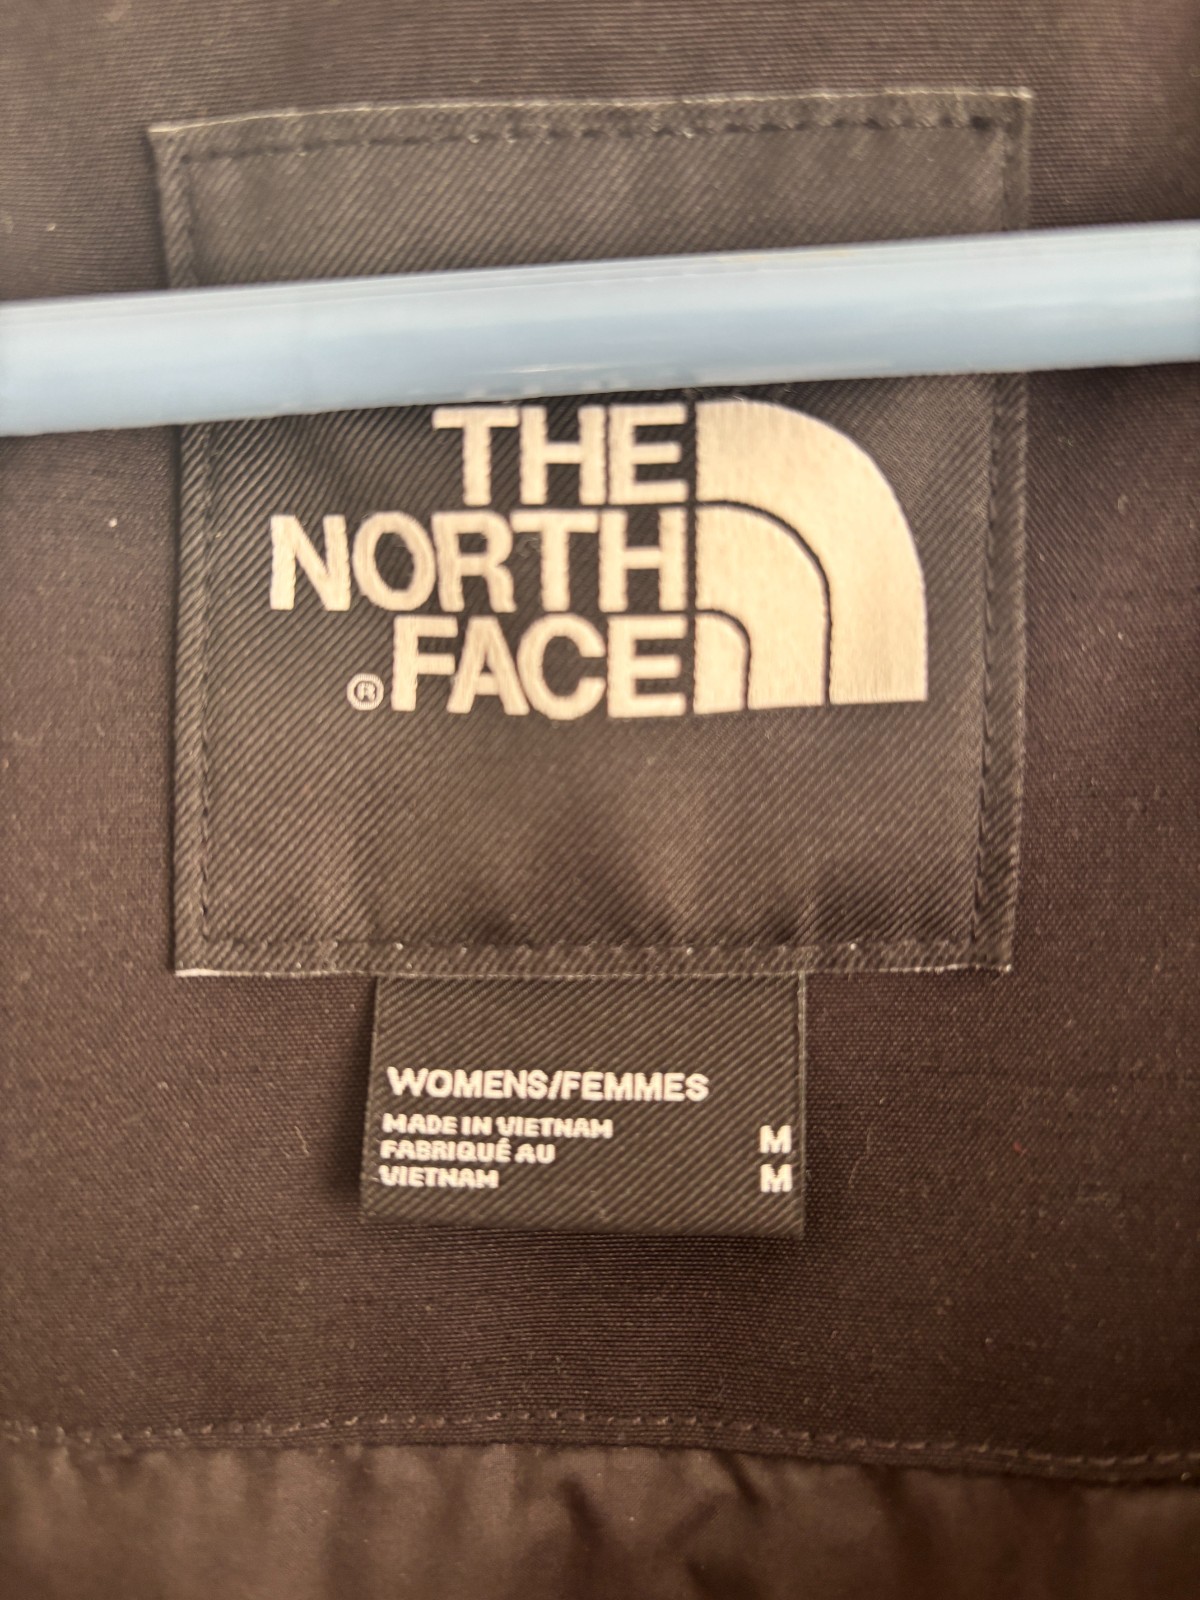 THE
NORTH
® FACE
WOMENS/FEMMES
MADE IN VIETNAM M
FABRIQUÉ AU
VIETNAM M